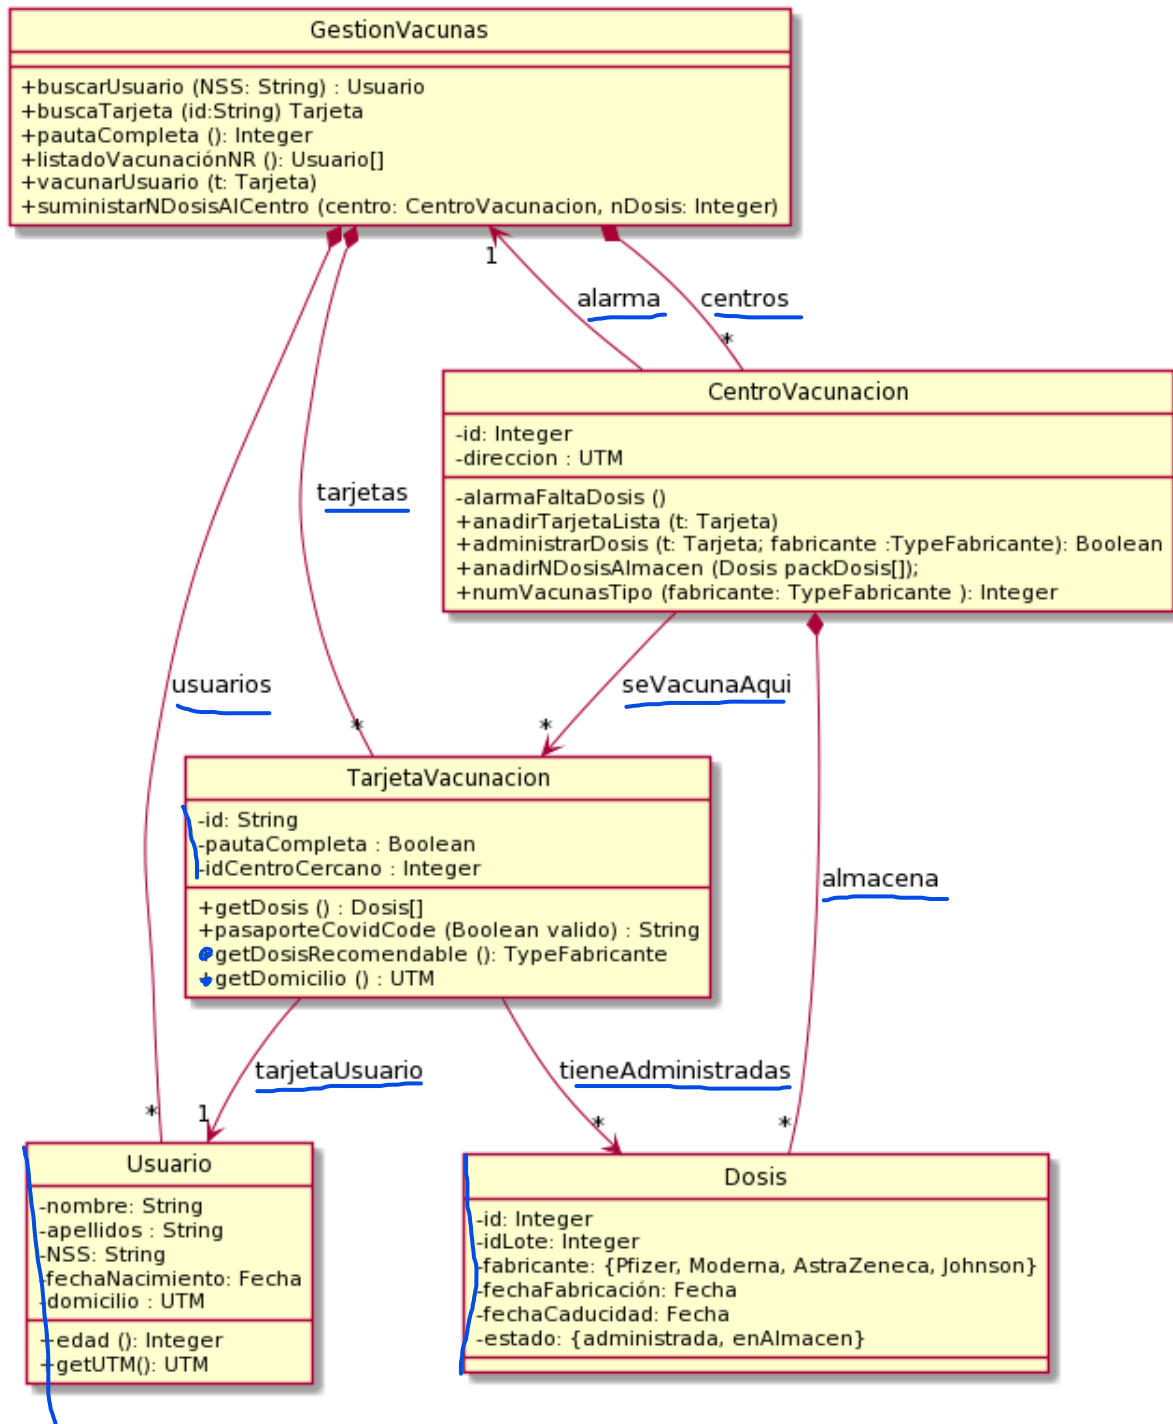 GestionVacunas
+buscarUsuario (NSS: String) : Usuario
+buscaTarjeta (id:String) Tarjeta
+pautaCompleta (): Integer
+listadoVacunaciónNR (): Usuario[]
+vacunarUsuario (t: Tarjeta)
+suministarNDosisAlCentro (centro: CentroVacunacion, nDosis: Integer)
1
alarma
centros
*
CentroVacunacion
-id: Integer
-direccion : UTM
-alarmaFaltaDosis ()
+anadirTarjetaLista (t: Tarjeta)
+administrarDosis (t: Tarjeta; fabricante :TypeFabricante): Boolean
+anadirNDosisAlmacen (Dosis packDosis[]);
+numVacunasTipo (fabricante: TypeFabricante ): Integer
tarjetas
usuarios
seVacunaAqui
*
*
TarjetaVacunacion
-id: String
-pautaCompleta : Boolean
-idCentroCercano : Integer
+getDosis () : Dosis[]
+pasaporteCovidCode (Boolean valido) : String
getDosisRecomendable (): TypeFabricante
+getDomicilio () : UTM
almacena
tarjetaUsuario
tieneAdministradas
*
1
*
*
Usuario
-nombre: String
-apellidos : String
-NSS: String
-fechaNacimiento: Fecha
-domicilio : UTM
+edad (): Integer
+getUTM(): UTM
Dosis
-id: Integer
-idLote: Integer
-fabricante: {Pfizer, Moderna, AstraZeneca, Johnson}
-fechaFabricación: Fecha
-fechaCaducidad: Fecha
-estado: {administrada, enAlmacen}